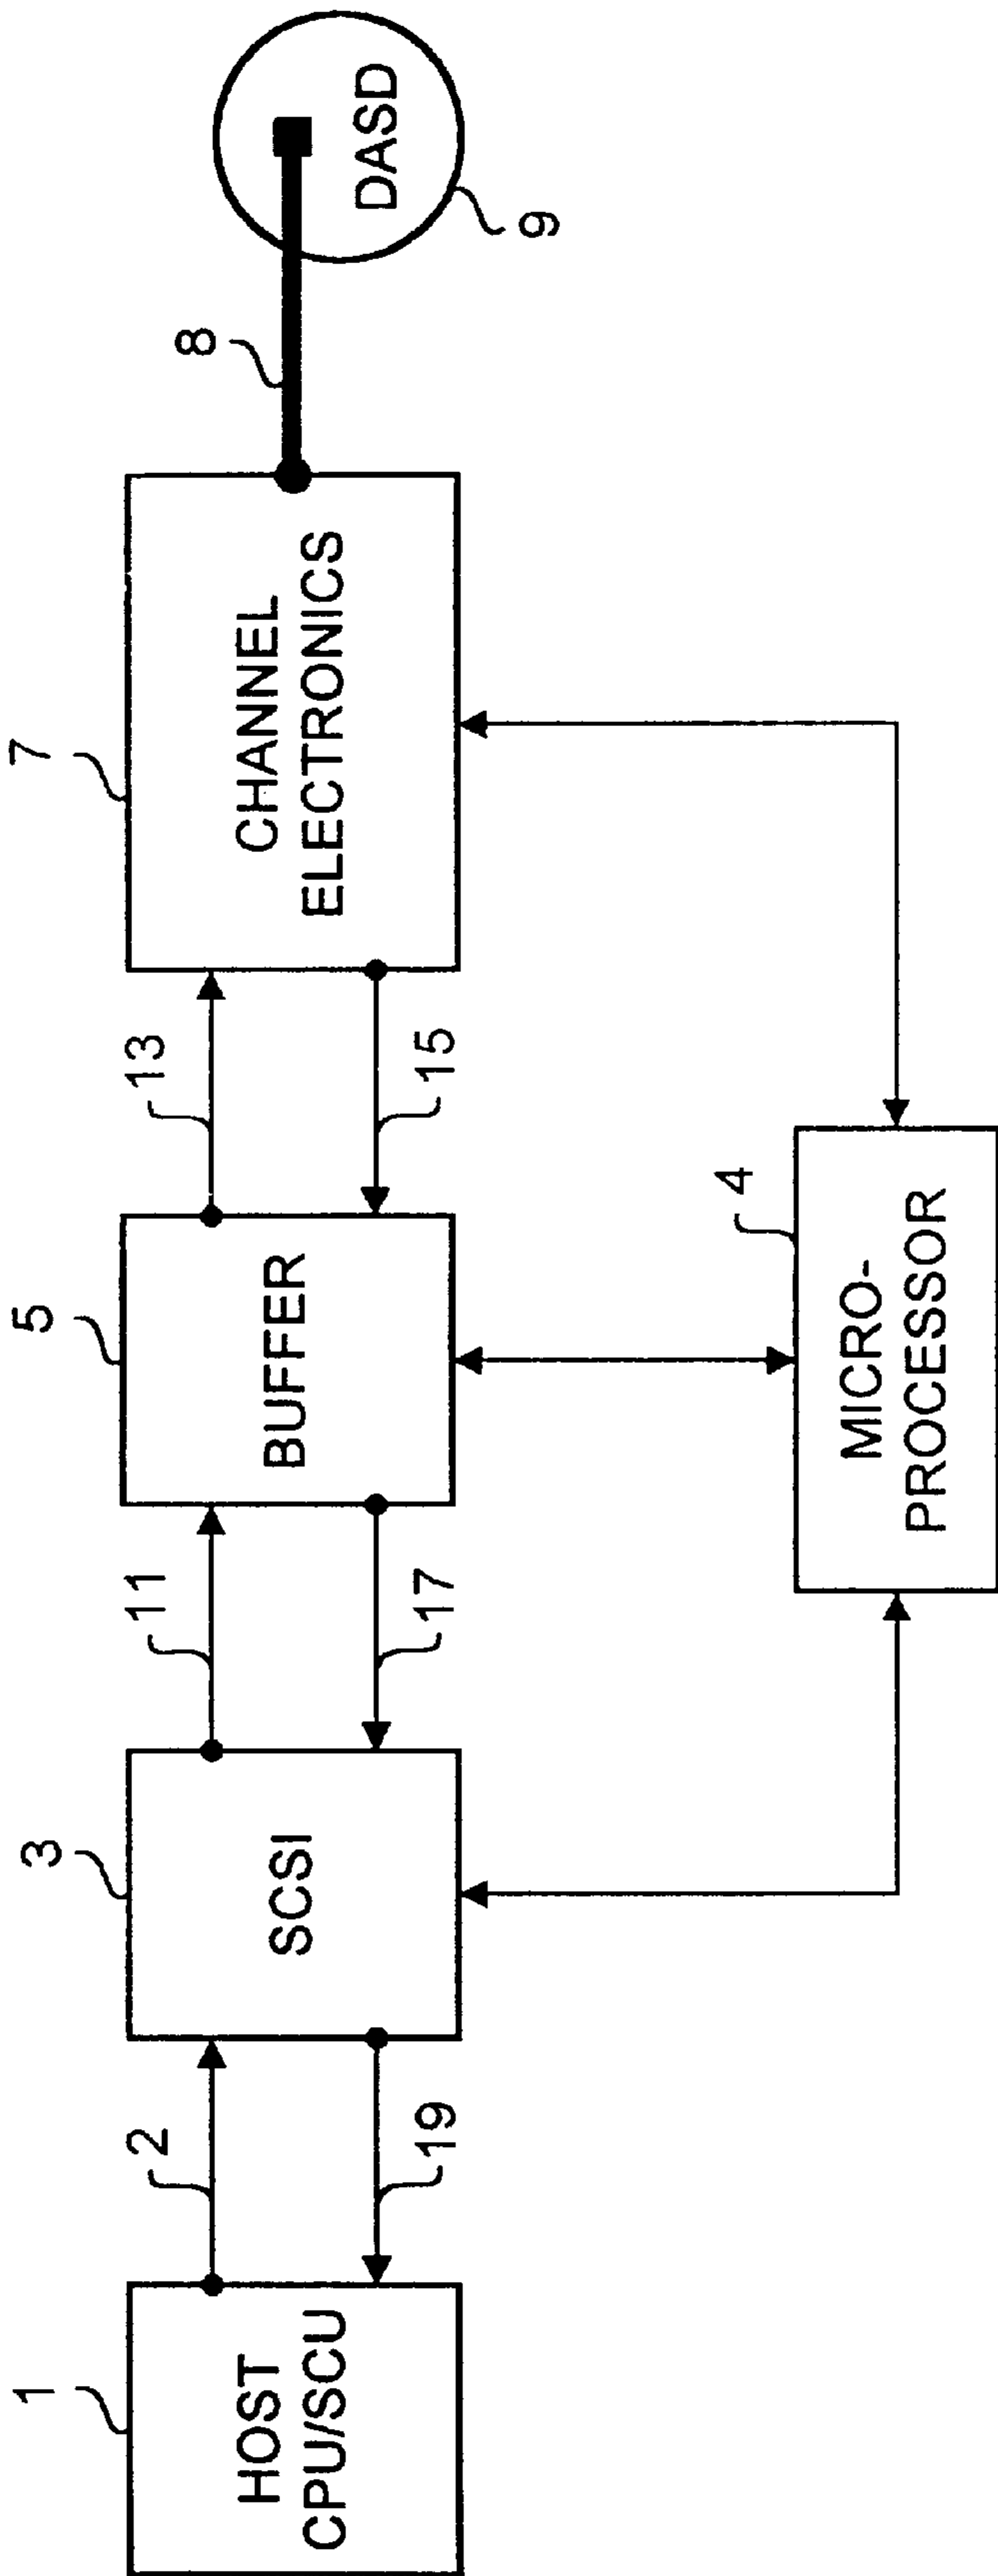 1
HOST
CPU/SCU
2
19
3
SCSI
11
17
5
BUFFER
13
15
7
CHANNEL
ELECTRONICS
8
DASD
9
4
MICRO-
PROCESSOR